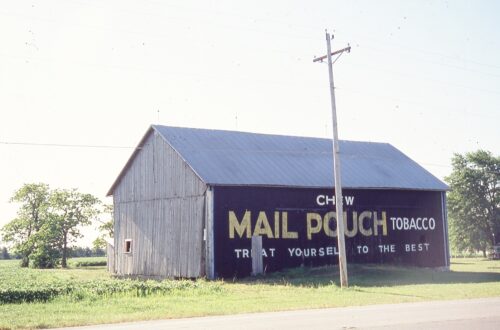 CHEW
MAIL POUCH TOBACCO
TREAT YOURSELF TO THE BEST